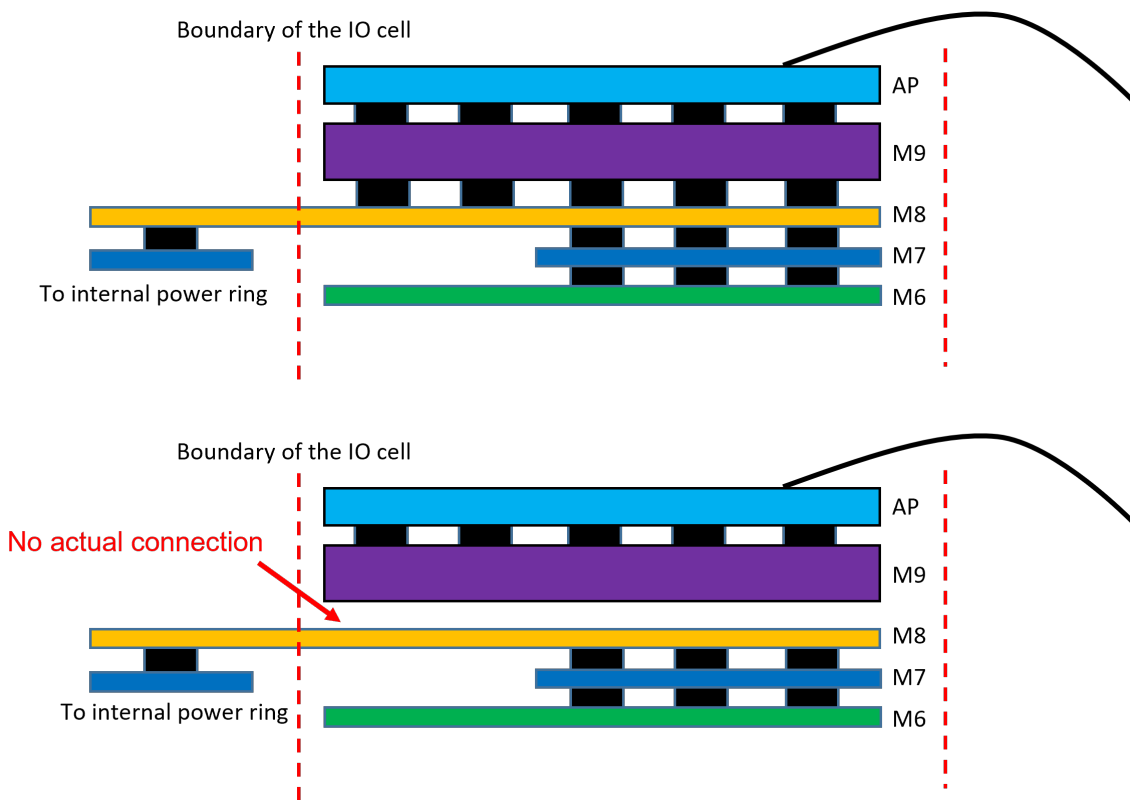 Boundary of the IO cell
AP
M9
M8
M7
To internal power ring
M6
Boundary of the IO cell
AP
No actual connection
M9
M8
M7
To internal power ring
M6